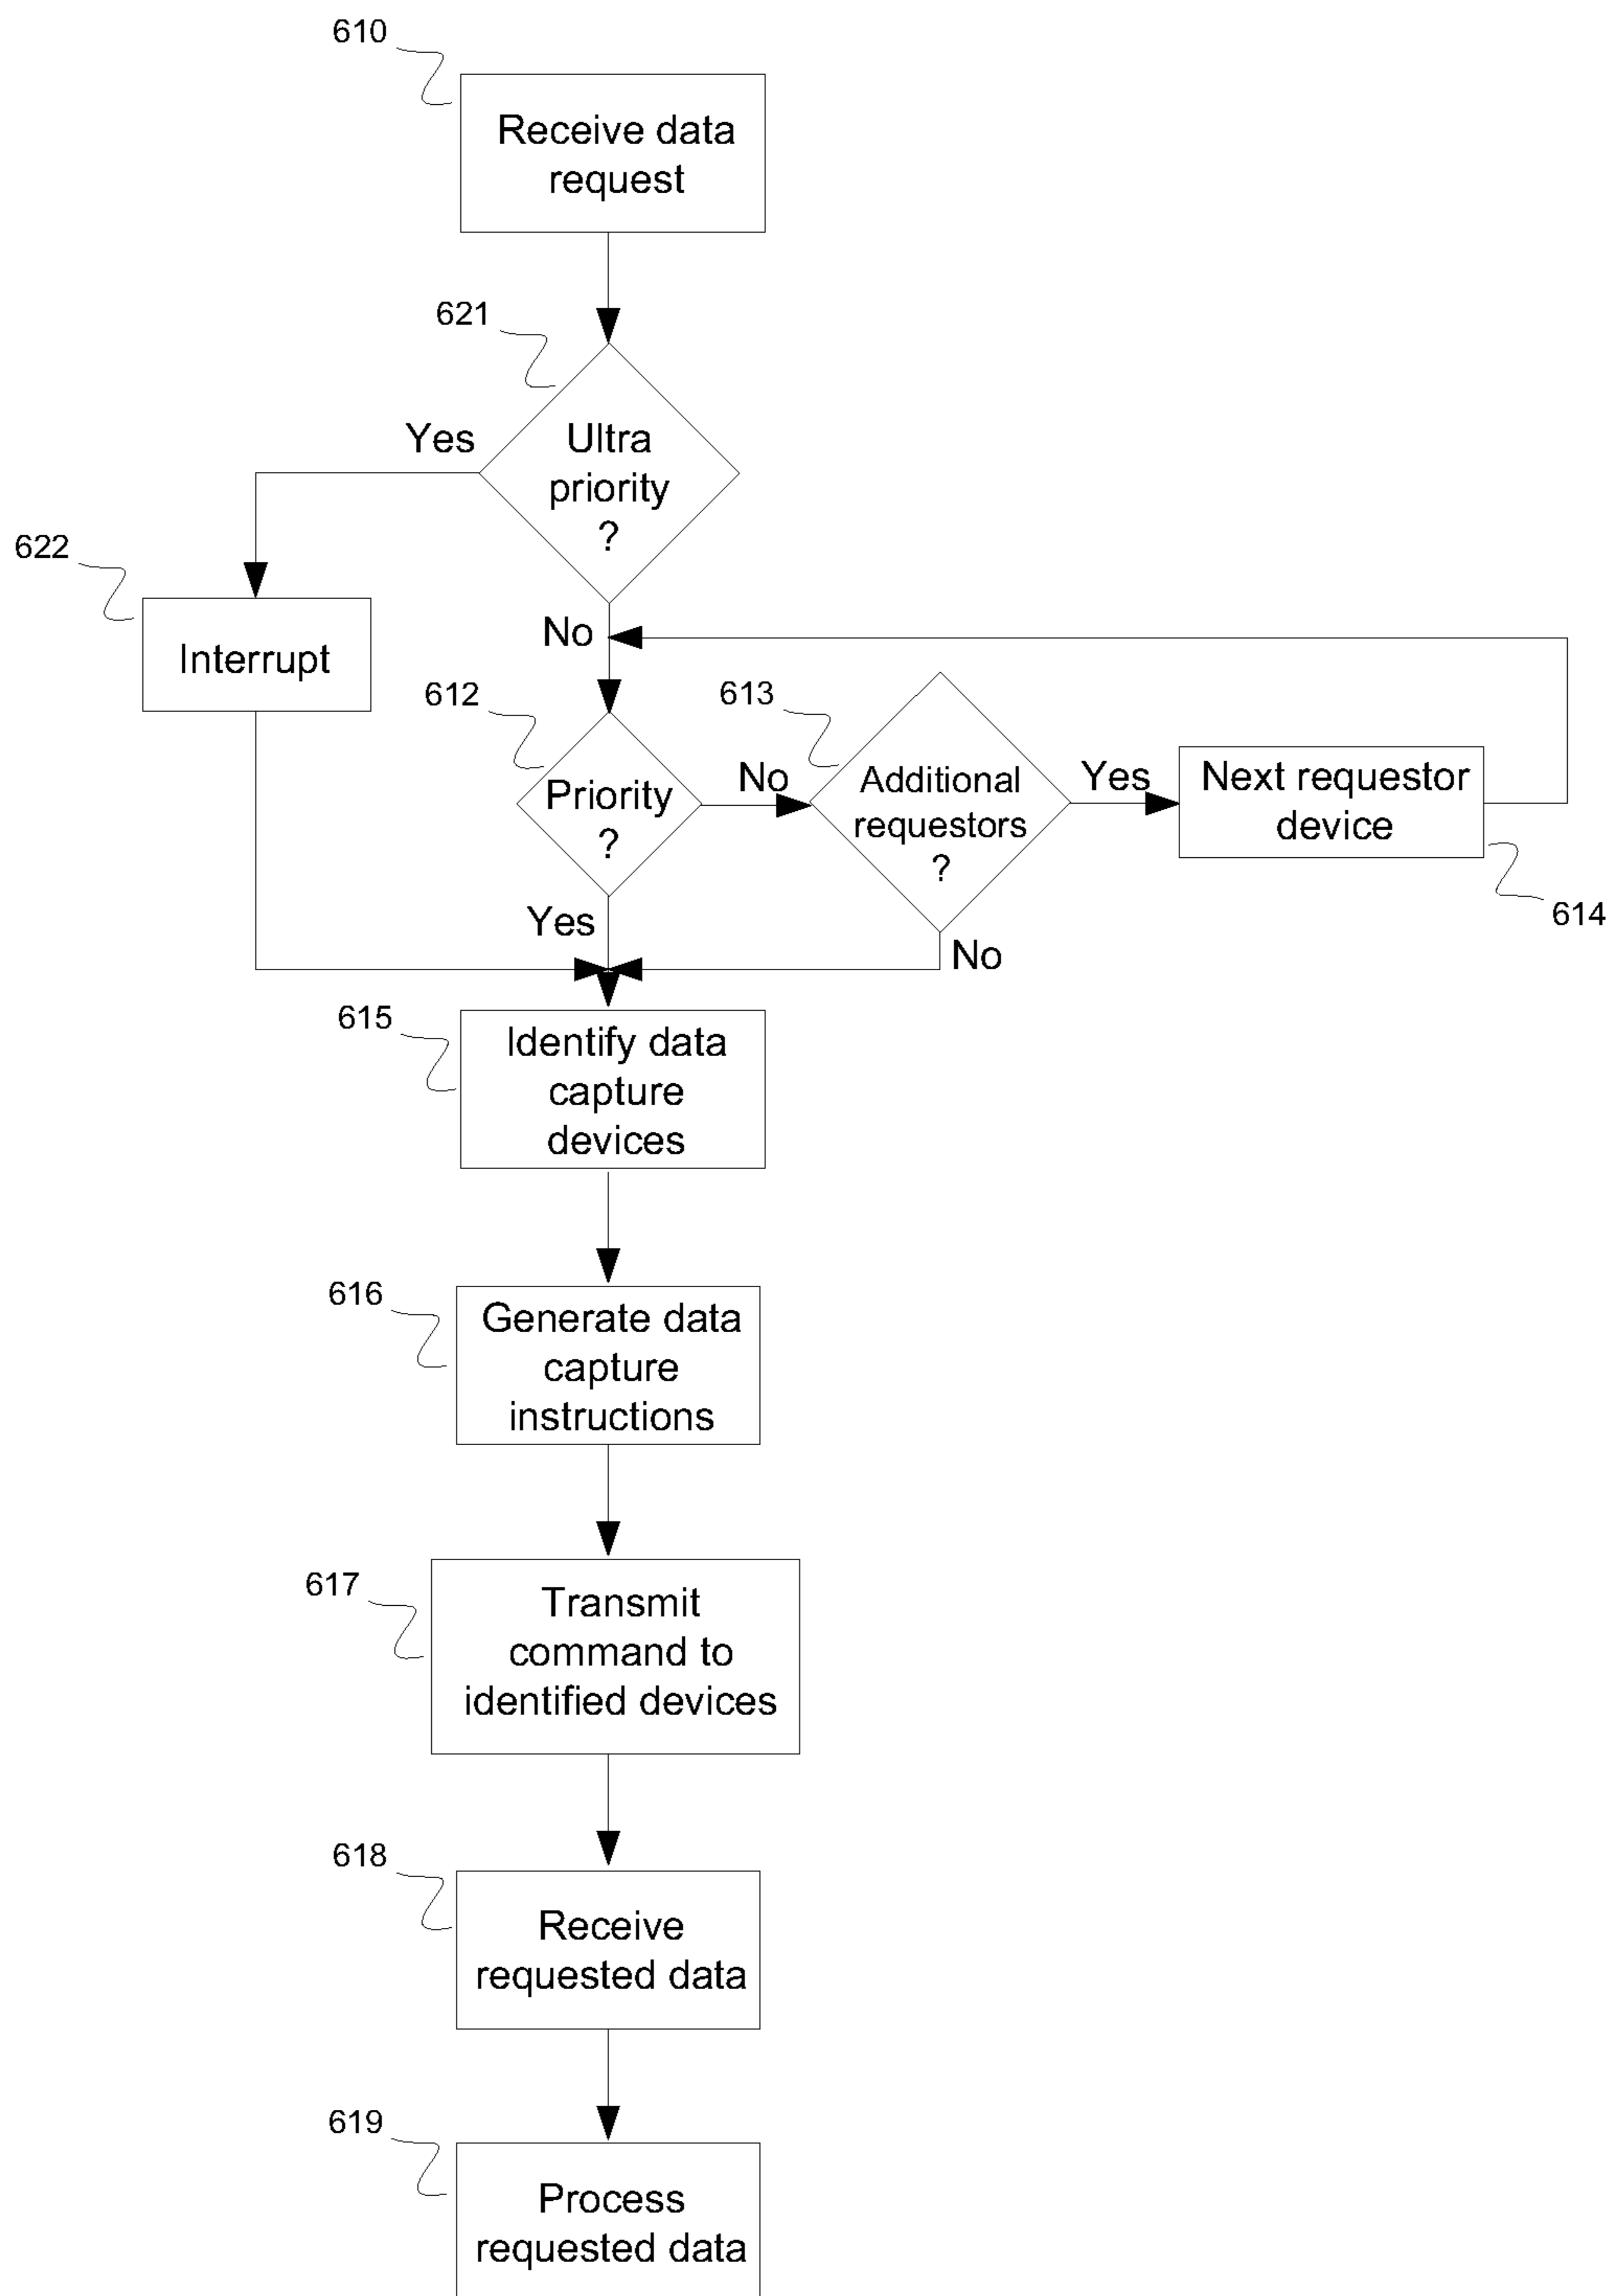 610
Receive data
request
621
Yes
Ultra
priority
?
622
Interrupt
No
612
Priority
?
No
613
Additional
requestors
?
Yes
Next requestor
device
614
Yes
No
615
Identify data
capture
devices
616
Generate data
capture
instructions
617
Transmit
command to
identified devices
618
Receive
requested data
619
Process
requested data